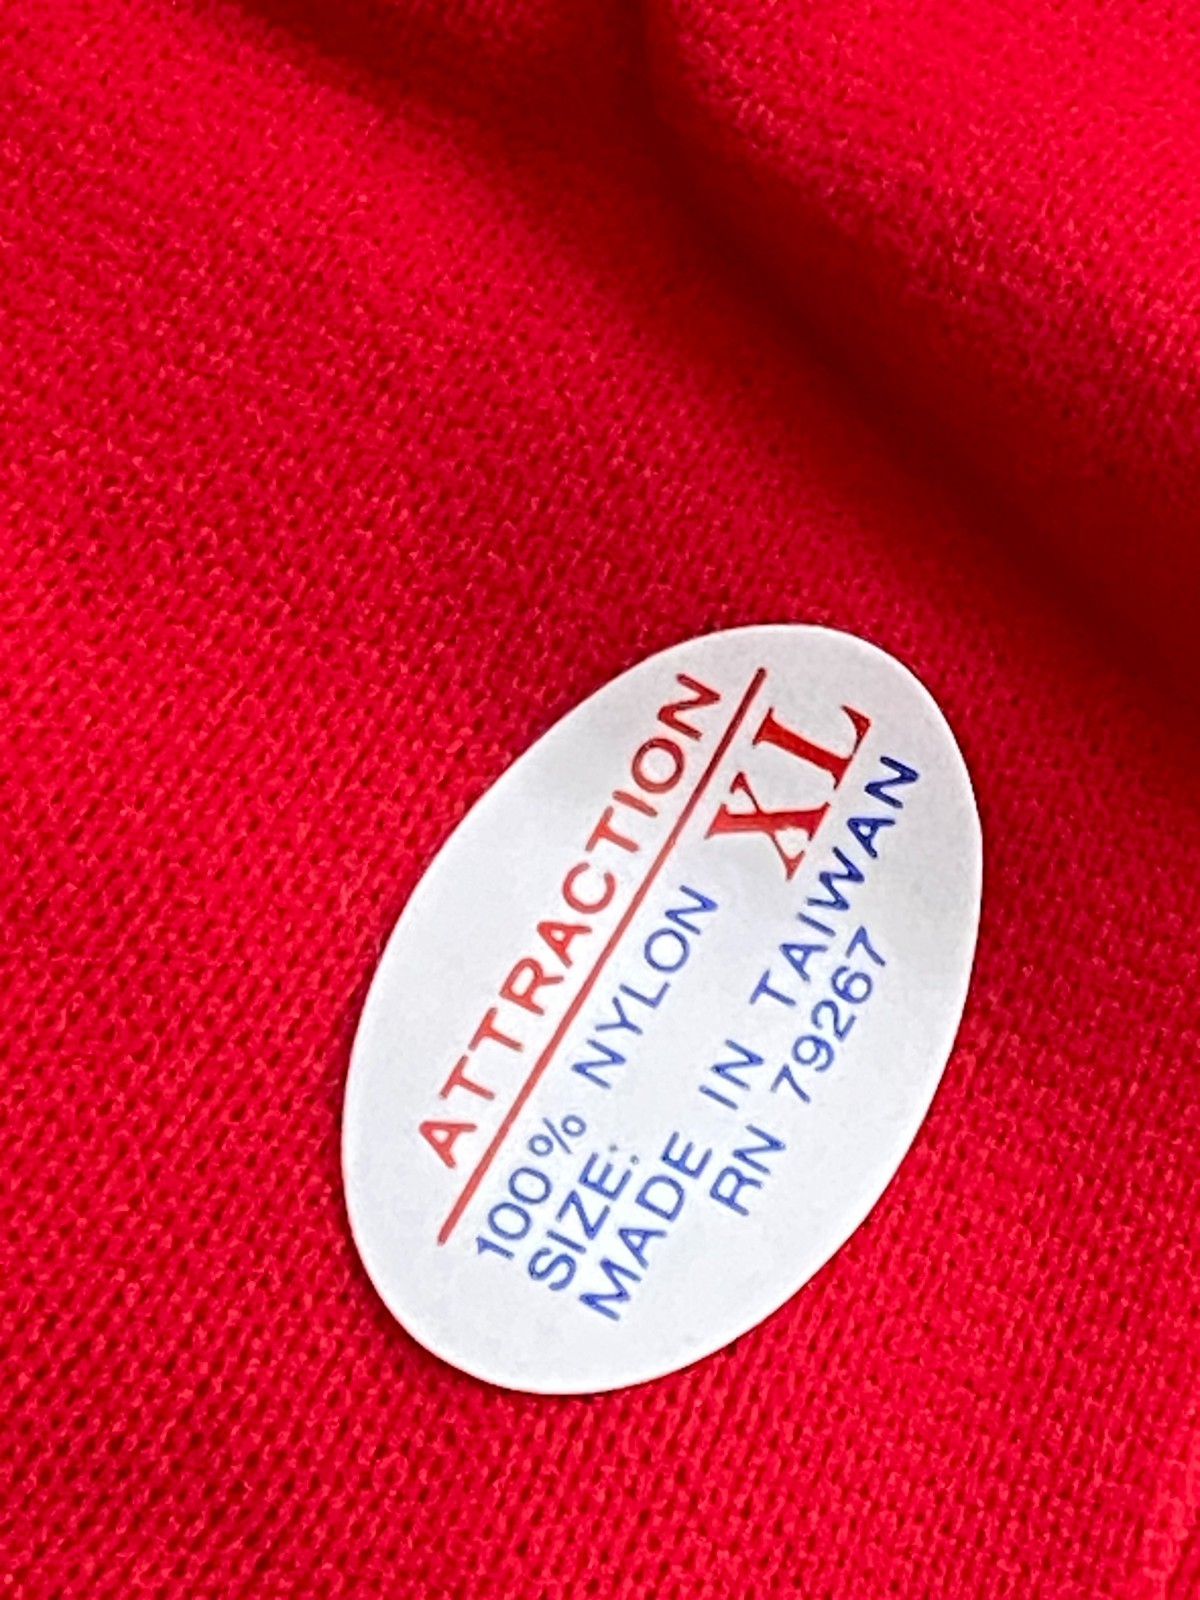 ATTRACTION
100% NYLON
SIZE: XL
MADE IN TAIWAN
RN 79267